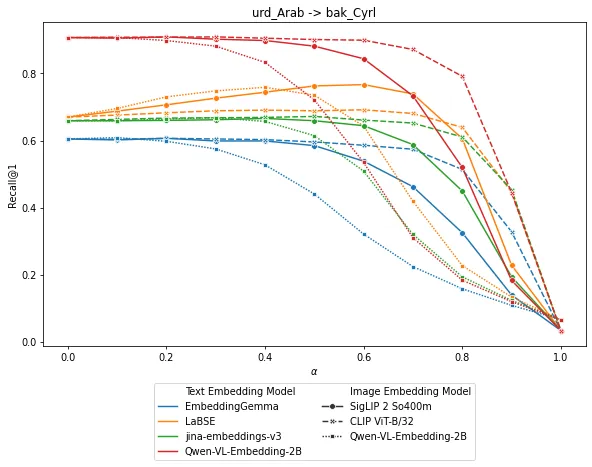 urd_Arab -> bak_Cyrl
Recall@1
0.8
0.6
0.4
0.2
0.0
0.0 0.2 0.4 0.6 0.8 1.0
α
Text Embedding Model Image Embedding Model
EmbeddingGemma SigLIP 2 So400m
LaBSE CLIP ViT-B/32
jina-embeddings-v3 Qwen-VL-Embedding-2B
Qwen-VL-Embedding-2B